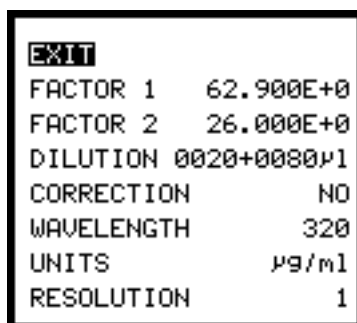 EXIT
FACTOR 1 62.900E+0
FACTOR 2 26.000E+0
DILUTION 0020+0080µl
CORRECTION NO
WAVELENGTH 320
UNITS µg/ml
RESOLUTION 1